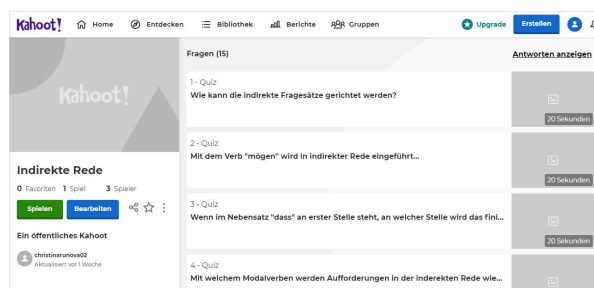 Kahoot! Home Entdecken Bibliothek Berichte Gruppen Upgrade Erstellen
Fragen (15) Antworten anzeigen
Kahoot!
1 - Quiz
Wie kann die indirekte Fragesätze gerichtet werden?
20 Sekunden
2 - Quiz
Mit dem Verb "mögen" wird in indirekter Rede eingeführt...
20 Sekunden
Indirekte Rede
0 Favoriten 1 Spiel 3 Spieler
Spielen Bearbeiten
3 - Quiz
Wenn im Nebensatz "dass" an erster Stelle steht, an welcher Stelle wird das fini...
20 Sekunden
Ein öffentliches Kahoot
christinarunova02
Aktualisiert vor 1 Woche
4 - Quiz
Mit welchem Modalverben werden Aufforderungen in der inderekten Rede wie...